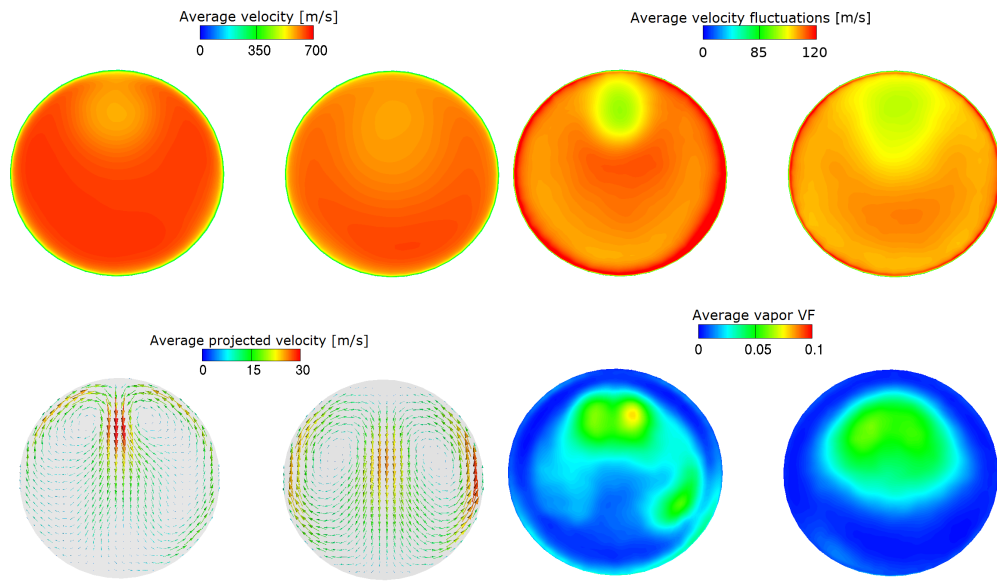 Average velocity [m/s]
0 350 700
Average velocity fluctuations [m/s]
0 85 120
Average projected velocity [m/s]
0 15 30
Average vapor VF
0 0.05 0.1